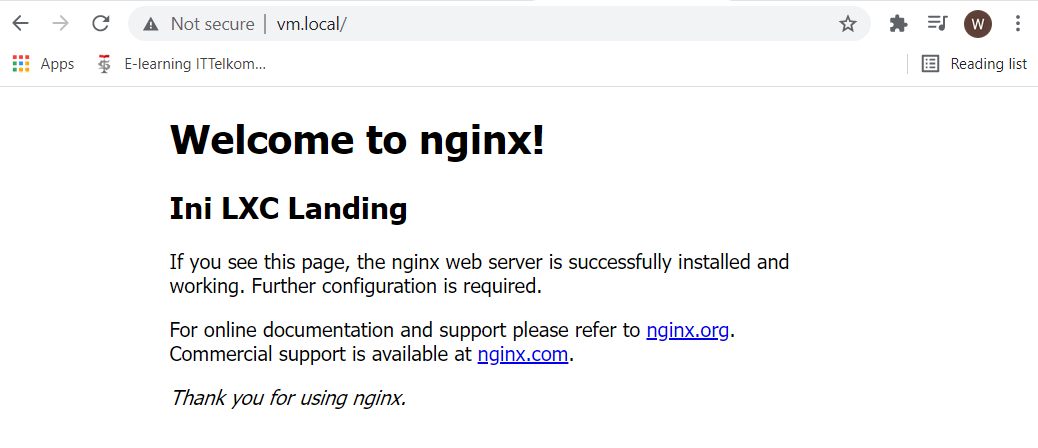 Not secure | vm.local/
W
Apps
E-learning ITTelkom...
Reading list
Welcome to nginx!
Ini LXC Landing
If you see this page, the nginx web server is successfully installed and
working. Further configuration is required.
For online documentation and support please refer to nginx.org.
Commercial support is available at nginx.com.
Thank you for using nginx.